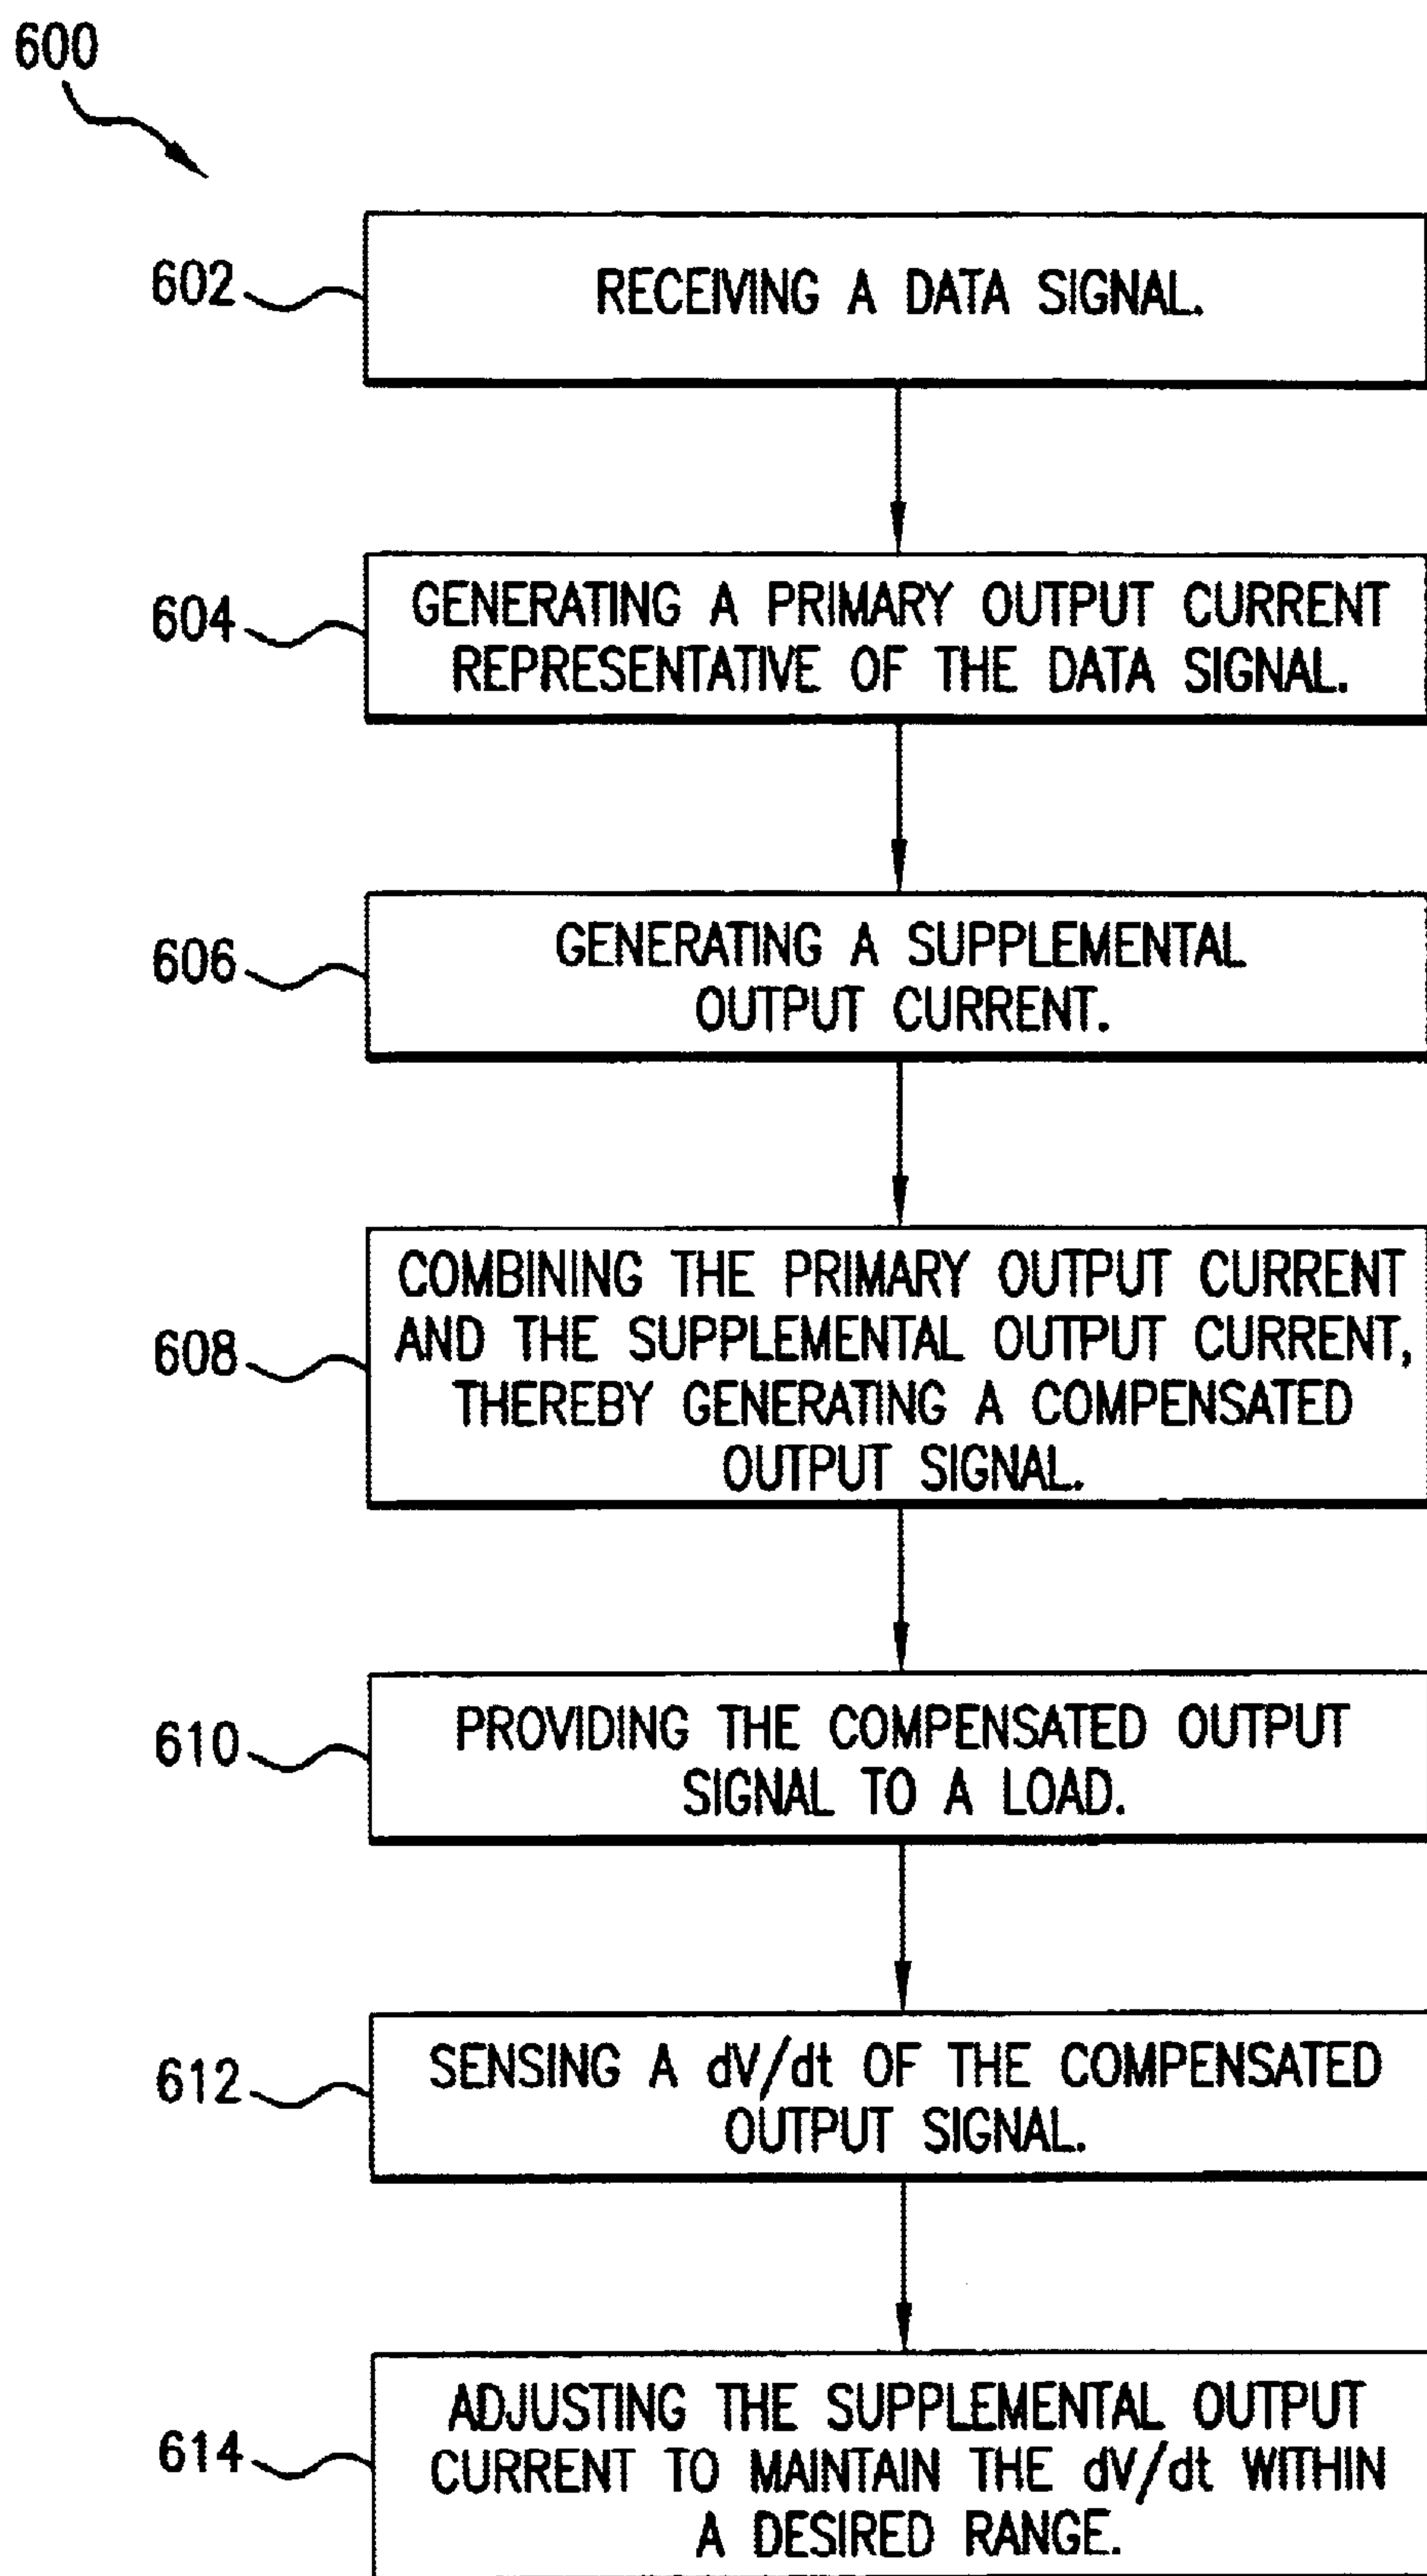 600
602
RECEIVING A DATA SIGNAL.
604
GENERATING A PRIMARY OUTPUT CURRENT
REPRESENTATIVE OF THE DATA SIGNAL.
606
GENERATING A SUPPLEMENTAL
OUTPUT CURRENT.
608
COMBINING THE PRIMARY OUTPUT CURRENT
AND THE SUPPLEMENTAL OUTPUT CURRENT,
THEREBY GENERATING A COMPENSATED
OUTPUT SIGNAL.
610
PROVIDING THE COMPENSATED OUTPUT
SIGNAL TO A LOAD.
612
SENSING A dV/dt OF THE COMPENSATED
OUTPUT SIGNAL.
614
ADJUSTING THE SUPPLEMENTAL OUTPUT
CURRENT TO MAINTAIN THE dV/dt WITHIN
A DESIRED RANGE.